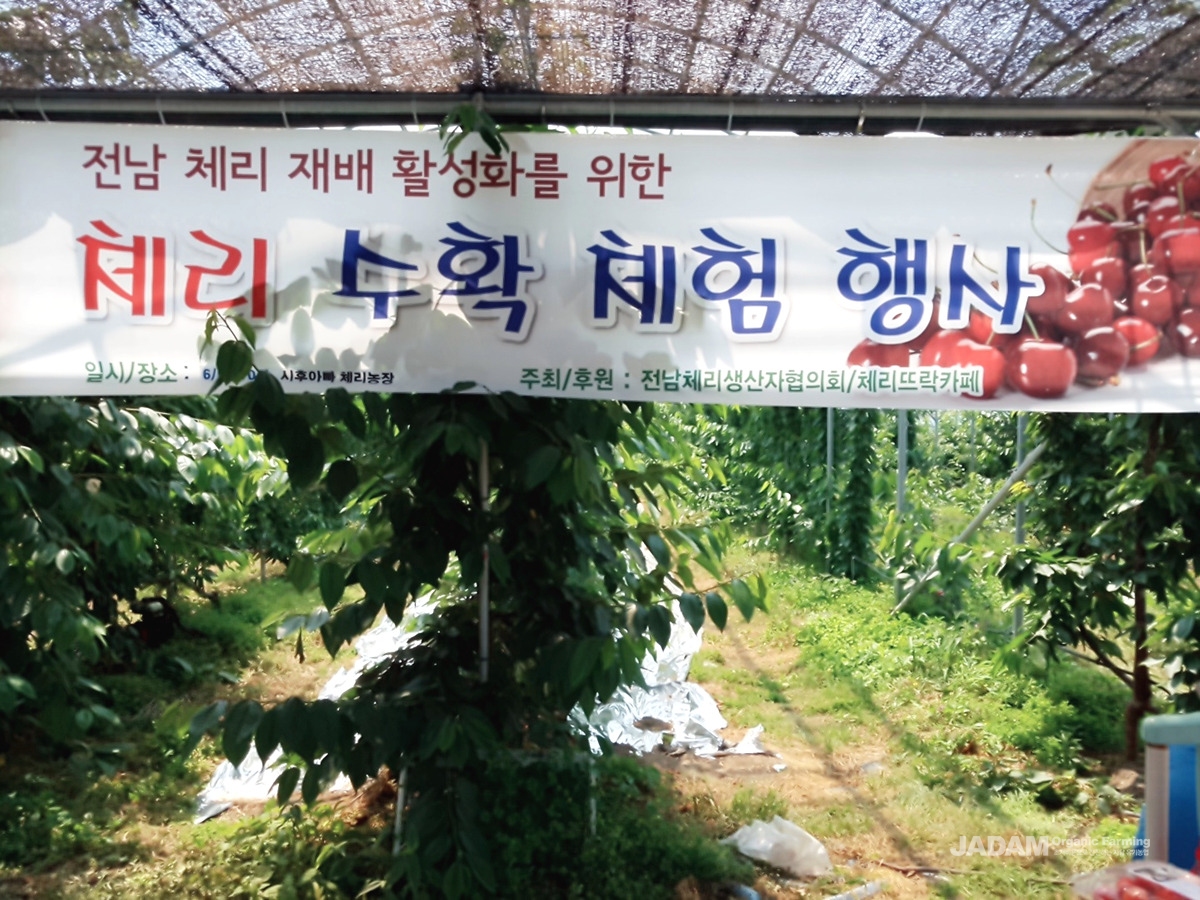 전남 체리 재배 활성화를 위한
체리 수확 체험 행사
일시/장소 : 시후아빠 체리농장
주최/후원 : 전남체리생산자협의회/체리뜨락카페
JADAM Organic Farming